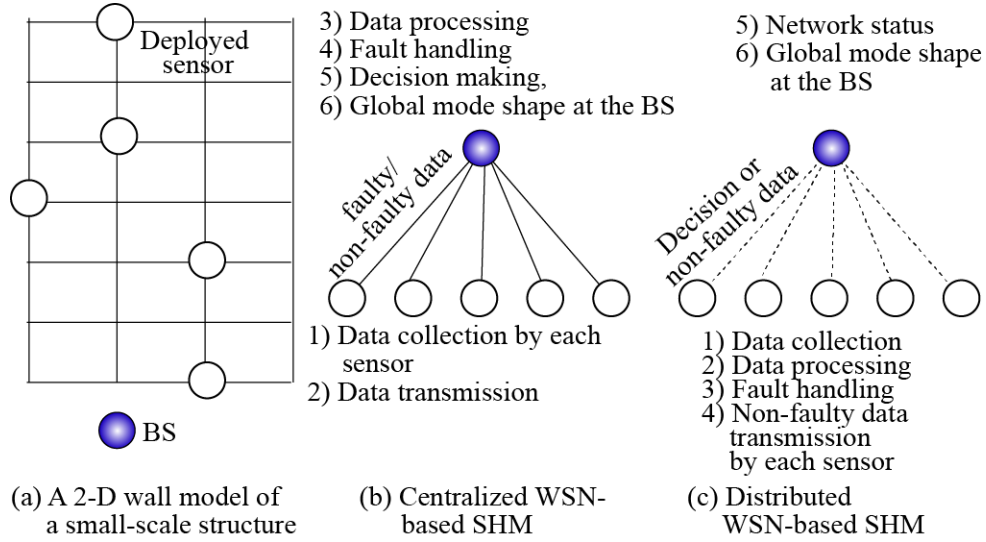 Deployed
sensor
BS
(a) A 2-D wall model of
a small-scale structure
3) Data processing
4) Fault handling
5) Decision making,
6) Global mode shape at the BS
faulty/
non-faulty data
1) Data collection by each
sensor
2) Data transmission
(b) Centralized WSN-
based SHM
5) Network status
6) Global mode shape
at the BS
Decision or
non-faulty data
1) Data collection
2) Data processing
3) Fault handling
4) Non-faulty data
transmission
by each sensor
(c) Distributed
WSN-based SHM